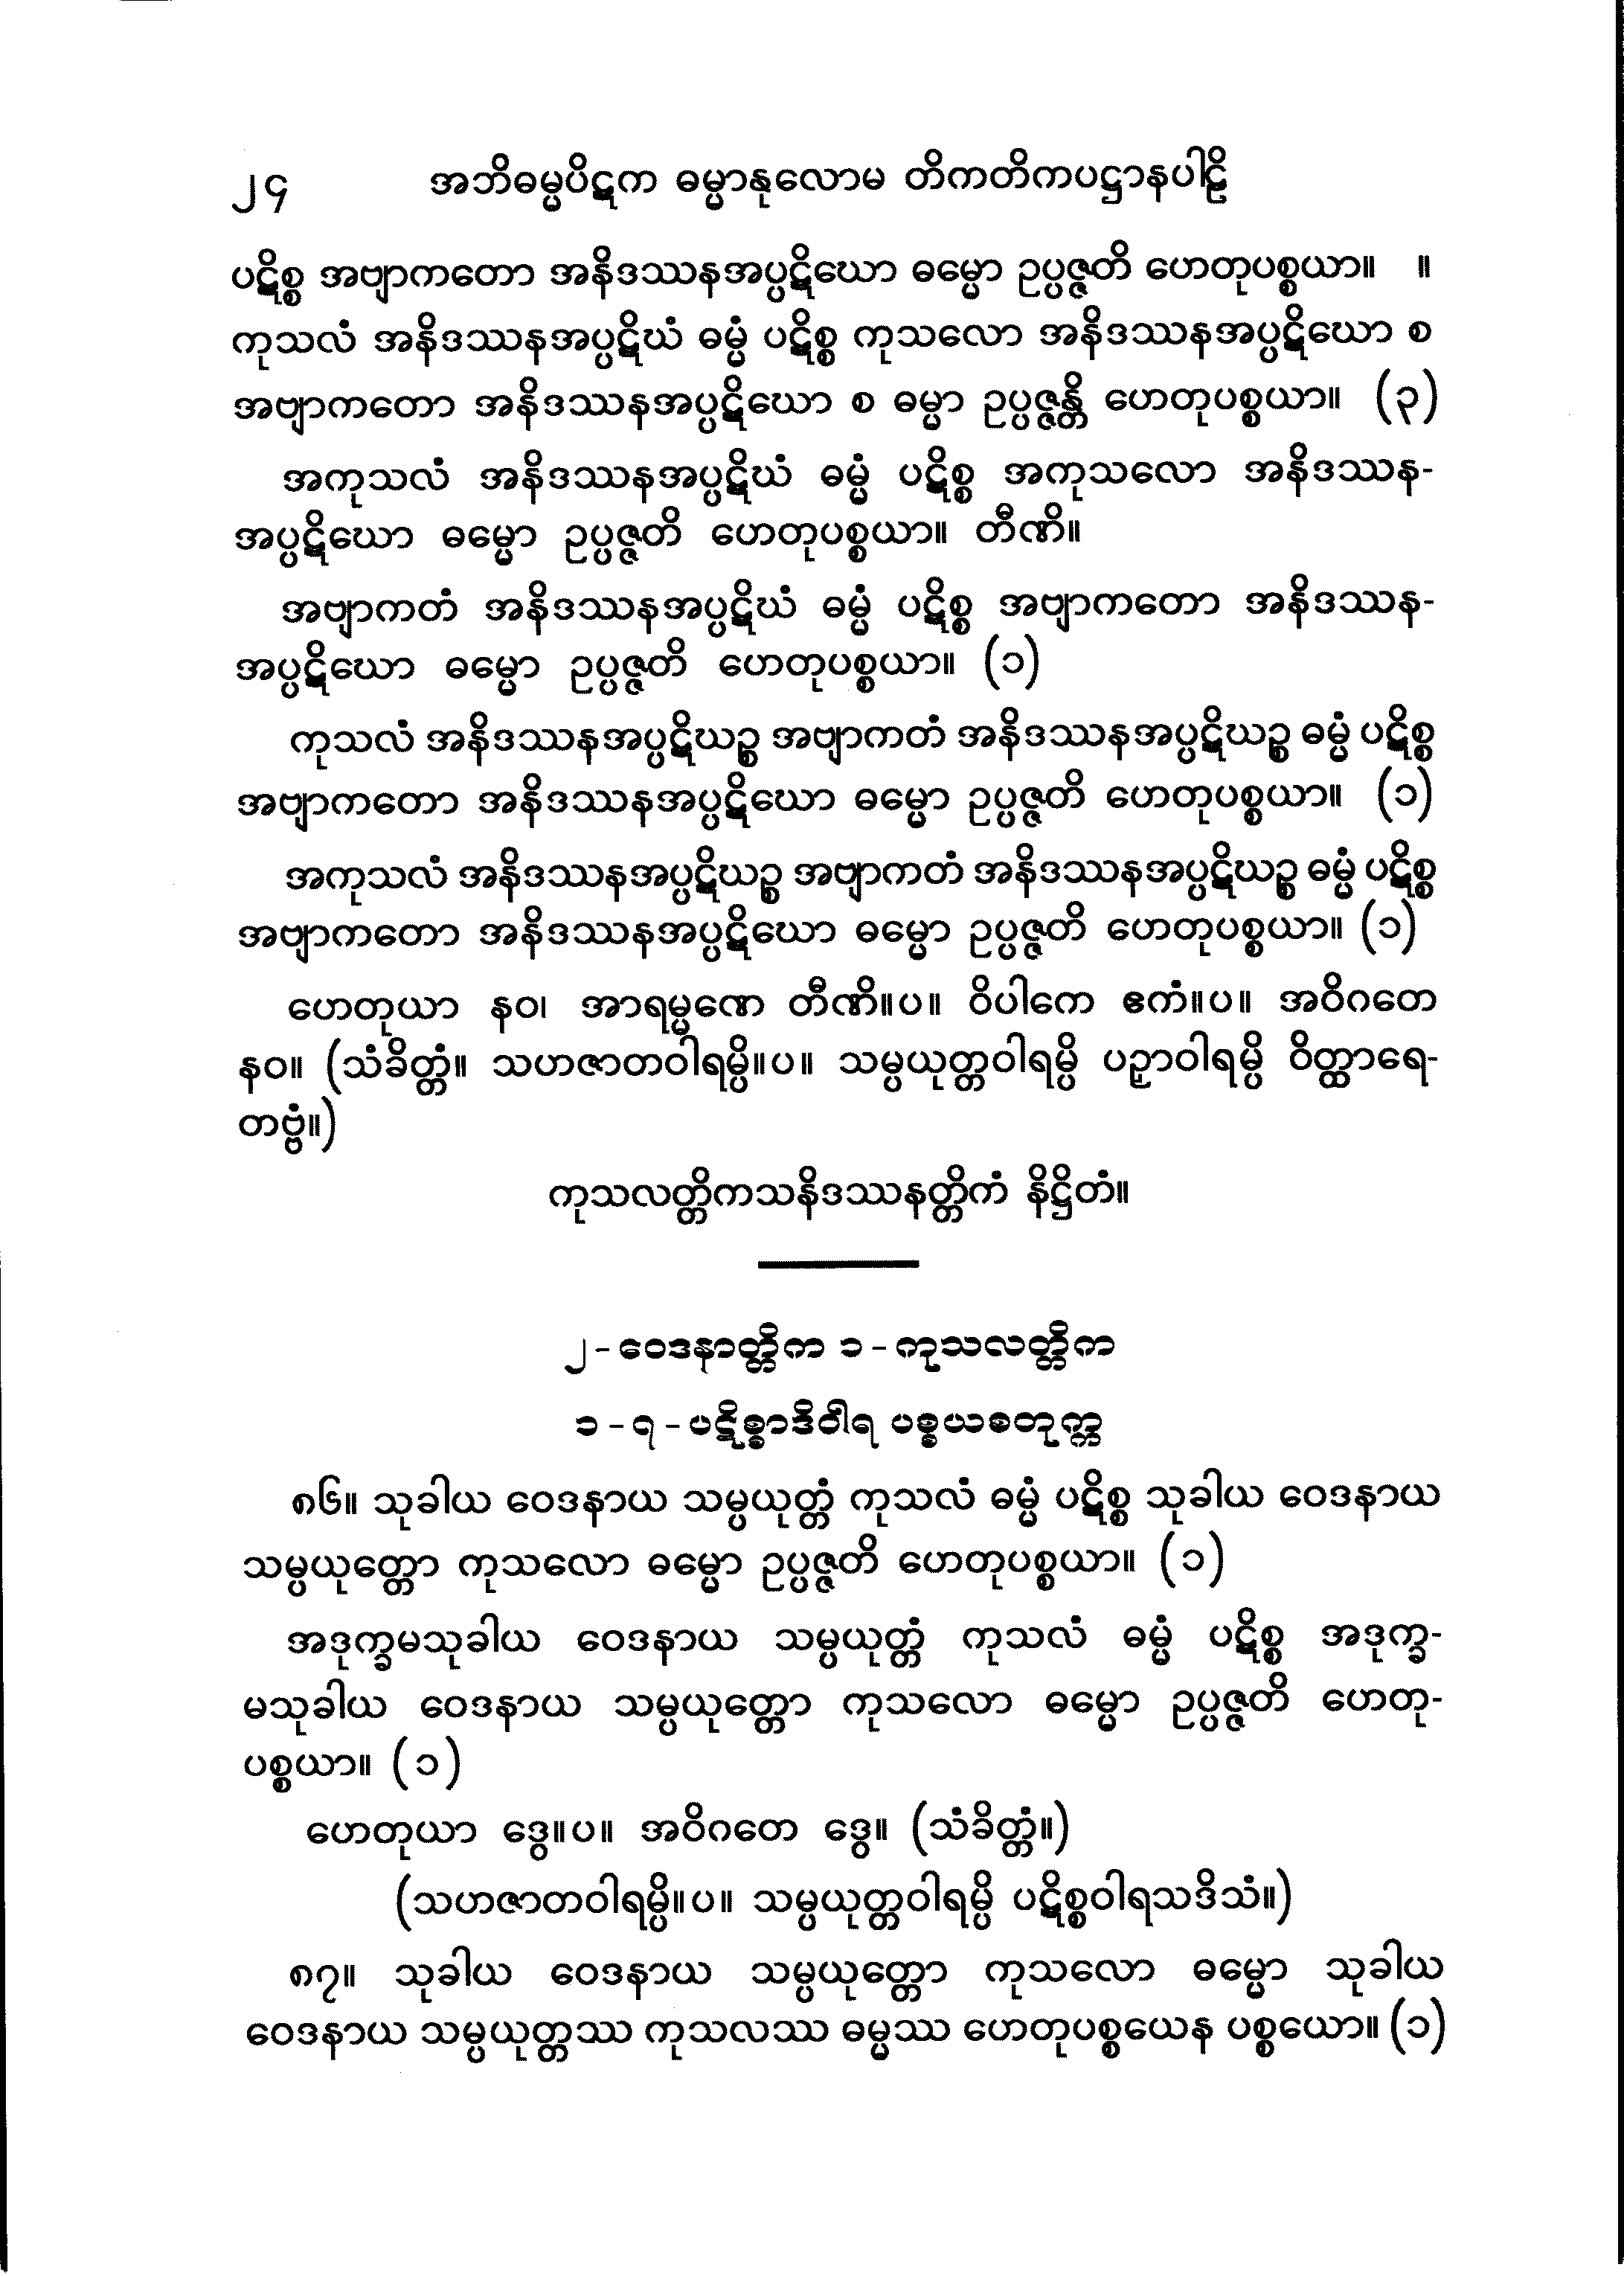 ၂၄ အဘိဓမ္မပိဋက ဓမ္မာနုလောမ တိကတိကပဋ္ဌာနပါဠိ
ပဋိစ္စ အဗျာကတော အနိဒဿနအပ္ပဋိဃော ဓမ္မော ဥပ္ပဇ္ဇတိ ဟေတုပစ္စယာ။ ။
ကုသလံ အနိဒဿနအပ္ပဋိဃံ ဓမ္မံ ပဋိစ္စ ကုသလော အနိဒဿနအပ္ပဋိဃော စ
အဗျာကတော အနိဒဿနအပ္ပဋိဃော စ ဓမ္မာ ဥပ္ပဇ္ဇန္တိ ဟေတုပစ္စယာ။ (၃)
အကုသလံ အနိဒဿနအပ္ပဋိဃံ ဓမ္မံ ပဋိစ္စ အကုသလော အနိဒဿန-
အပ္ပဋိဃော ဓမ္မော ဥပ္ပဇ္ဇတိ ဟေတုပစ္စယာ။ တီဏိ။
အဗျာကတံ အနိဒဿနအပ္ပဋိဃံ ဓမ္မံ ပဋိစ္စ အဗျာကတော အနိဒဿန-
အပ္ပဋိဃော ဓမ္မော ဥပ္ပဇ္ဇတိ ဟေတုပစ္စယာ။ (၁)
ကုသလံ အနိဒဿနအပ္ပဋိဃဉ္စ အဗျာကတံ အနိဒဿနအပ္ပဋိဃဉ္စ ဓမ္မံ ပဋိစ္စ
အဗျာကတော အနိဒဿနအပ္ပဋိဃော ဓမ္မော ဥပ္ပဇ္ဇတိ ဟေတုပစ္စယာ။ (၁)
အကုသလံ အနိဒဿနအပ္ပဋိဃဉ္စ အဗျာကတံ အနိဒဿနအပ္ပဋိဃဉ္စ ဓမ္မံ ပဋိစ္စ
အဗျာကတော အနိဒဿနအပ္ပဋိဃော ဓမ္မော ဥပ္ပဇ္ဇတိ ဟေတုပစ္စယာ။ (၁)
ဟေတုယာ နဝ၊ အာရမ္မဏေ တီဏိ။ပ။ ဝိပါကေ ဧကံ။ပ။ အဝိဂတေ
နဝ။ (သံခိတ္တံ။ သဟဇာတဝါရမ္ပိ။ပ။ သမ္ပယုတ္တဝါရမ္ပိ ပဉှာဝါရမ္ပိ ဝိတ္ထာရေ-
တဗ္ဗံ။)
ကုသလတ္တိကသနိဒဿနတ္တိကံ နိဋ္ဌိတံ။
၂-ဝေဒနာတ္တိက ၁-ကုသလတ္တိက
၁-၇-ပဋိစ္စာဒိဝါရ ပစ္စယစတုက္က
၈၆။ သုခါယ ဝေဒနာယ သမ္ပယုတ္တံ ကုသလံ ဓမ္မံ ပဋိစ္စ သုခါယ ဝေဒနာယ
သမ္ပယုတ္တော ကုသလော ဓမ္မော ဥပ္ပဇ္ဇတိ ဟေတုပစ္စယာ။ (၁)
အဒုက္ခမသုခါယ ဝေဒနာယ သမ္ပယုတ္တံ ကုသလံ ဓမ္မံ ပဋိစ္စ အဒုက္ခ-
မသုခါယ ဝေဒနာယ သမ္ပယုတ္တော ကုသလော ဓမ္မော ဥပ္ပဇ္ဇတိ ဟေတု-
ပစ္စယာ။ (၁)
ဟေတုယာ ဒွေ။ပ။ အဝိဂတေ ဒွေ။ (သံခိတ္တံ။)
(သဟဇာတဝါရမ္ပိ။ပ။ သမ္ပယုတ္တဝါရမ္ပိ ပဋိစ္စဝါရသဒိသံ။)
၈၇။ သုခါယ ဝေဒနာယ သမ္ပယုတ္တော ကုသလော ဓမ္မော သုခါယ
ဝေဒနာယ သမ္ပယုတ္တဿ ကုသလဿ ဓမ္မဿ ဟေတုပစ္စယေန ပစ္စယော။ (၁)